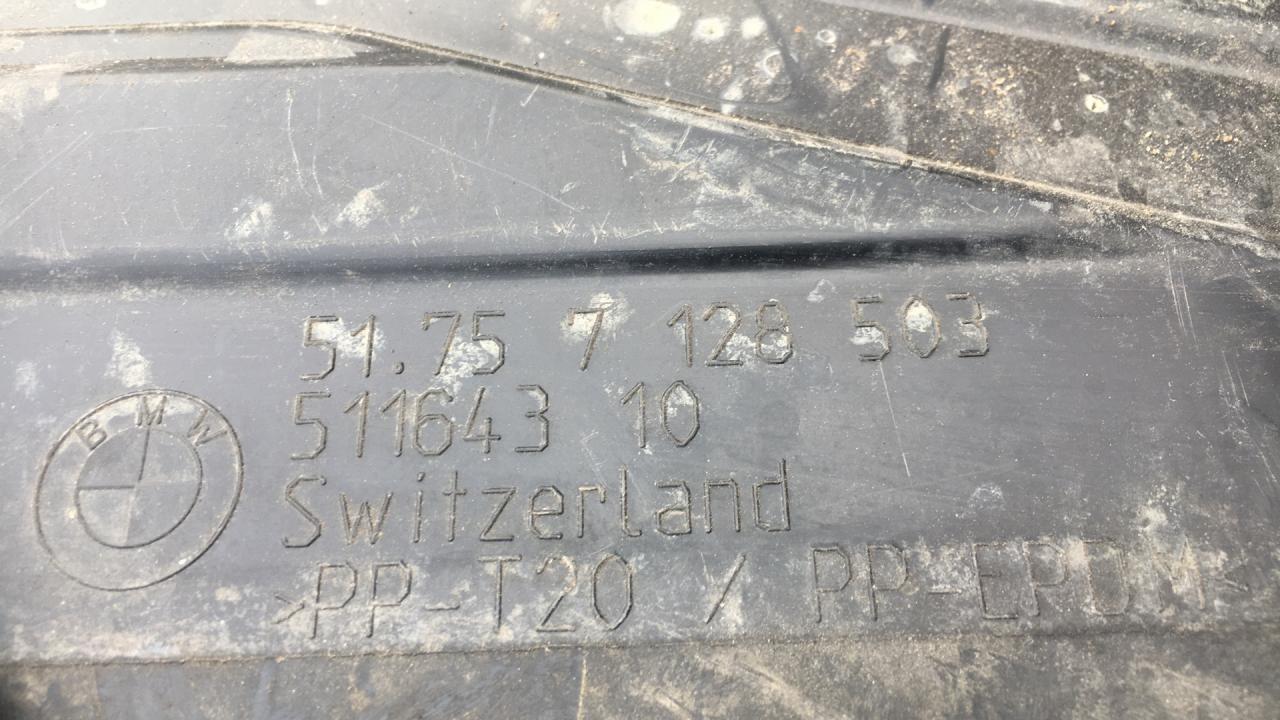 51.75 7 128 503
511643 10
BMW
Switzerland
>PP-T20 / PP-EPDM<